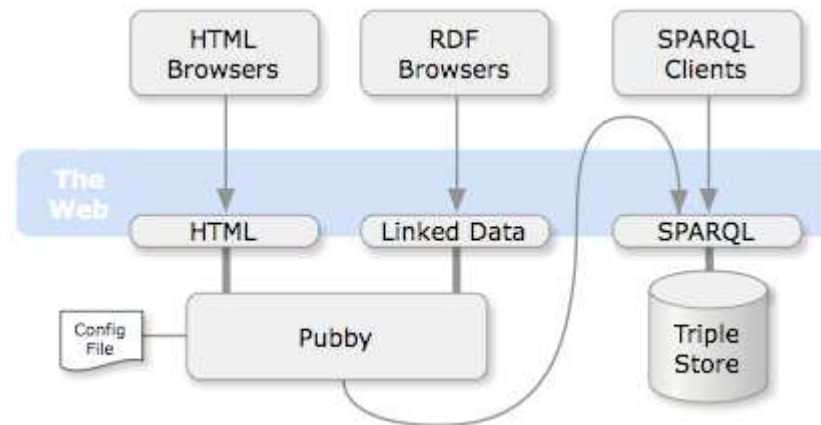 HTML
Browsers
RDF
Browsers
SPARQL
Clients
The
Web
HTML
Linked Data
SPARQL
Config
File
Pubby
Triple
Store